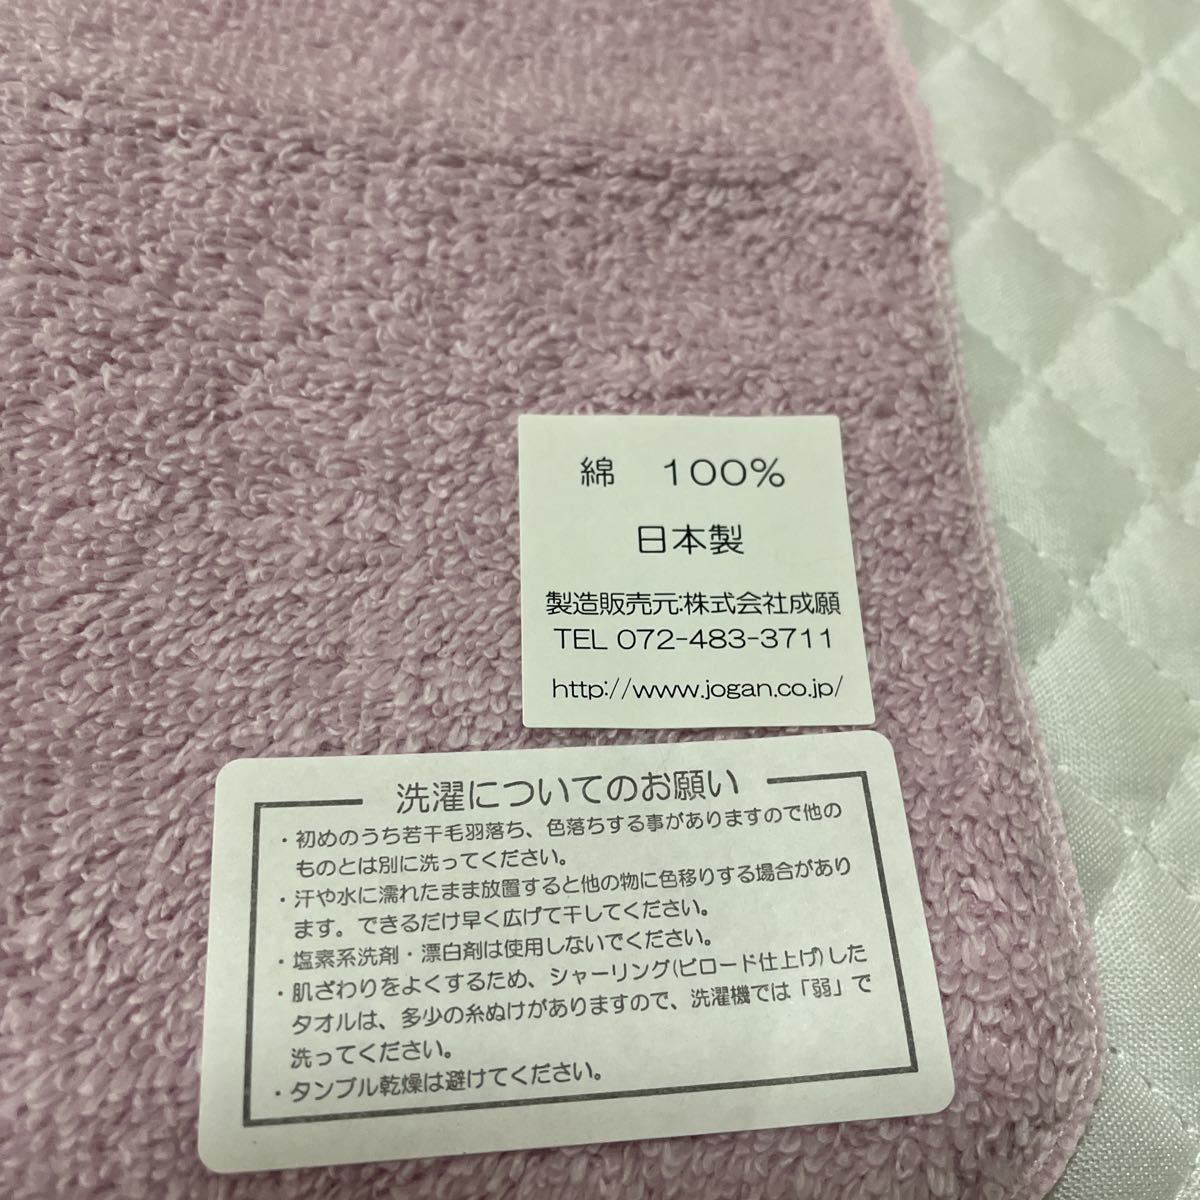 綿　100%
日本製
製造販売元:株式会社成願
TEL 072-483-3711
http://www.jogan.co.jp/
洗濯についてのお願い
・初めのうち若干毛羽落ち、色落ちする事がありますので他の
ものとは別に洗ってください。
・汗や水に濡れたまま放置すると他の物に色移りする場合があり
ます。できるだけ早く広げて干してください。
・塩素系洗剤・漂白剤は使用しないでください。
・肌ざわりをよくするため、シャーリング(ビロード仕上げ)した
タオルは、多少の糸ぬけがありますので、洗濯機では「弱」で
洗ってください。
・タンブル乾燥は避けてください。